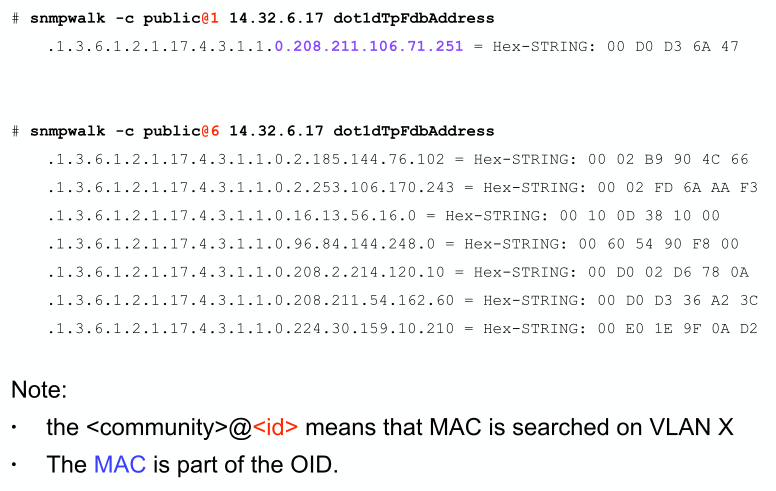 # snmpwalk -c public@1 14.32.6.17 dot1dTpFdbAddress
.1.3.6.1.2.1.17.4.3.1.1.0.208.211.106.71.251 = Hex-STRING: 00 D0 D3 6A 47
# snmpwalk -c public@6 14.32.6.17 dot1dTpFdbAddress
.1.3.6.1.2.1.17.4.3.1.1.0.2.185.144.76.102 = Hex-STRING: 00 02 B9 90 4C 66
.1.3.6.1.2.1.17.4.3.1.1.0.2.253.106.170.243 = Hex-STRING: 00 02 FD 6A AA F3
.1.3.6.1.2.1.17.4.3.1.1.0.16.13.56.16.0 = Hex-STRING: 00 10 0D 38 10 00
.1.3.6.1.2.1.17.4.3.1.1.0.96.84.144.248.0 = Hex-STRING: 00 60 54 90 F8 00
.1.3.6.1.2.1.17.4.3.1.1.0.208.2.214.120.10 = Hex-STRING: 00 D0 02 D6 78 0A
.1.3.6.1.2.1.17.4.3.1.1.0.208.211.54.162.60 = Hex-STRING: 00 D0 D3 36 A2 3C
.1.3.6.1.2.1.17.4.3.1.1.0.224.30.159.10.210 = Hex-STRING: 00 E0 1E 9F 0A D2
Note:
• the <community>@<id> means that MAC is searched on VLAN X
• The MAC is part of the OID.